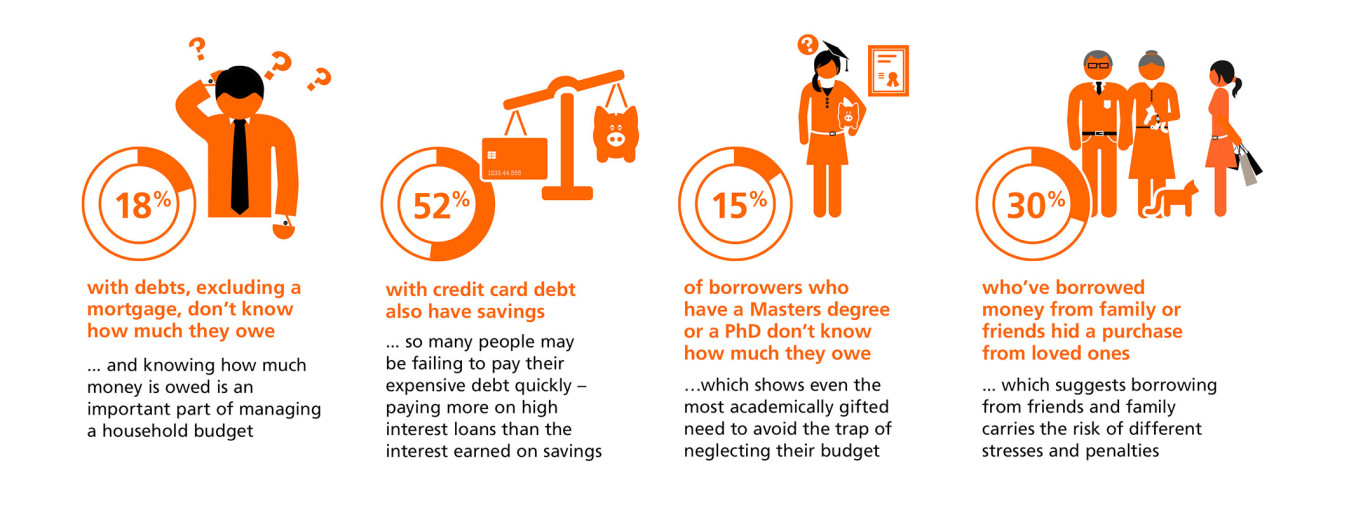 ?
?
?
?
1233.44.555
18%
52%
15%
30%
with debts, excluding a
mortgage, don't know
how much they owe
... and knowing how much
money is owed is an
important part of managing
a household budget
with credit card debt
also have savings
... so many people may
be failing to pay their
expensive debt quickly –
paying more on high
interest loans than the
interest earned on savings
of borrowers who
have a Masters degree
or a PhD don't know
how much they owe
...which shows even the
most academically gifted
need to avoid the trap of
neglecting their budget
who've borrowed
money from family or
friends hid a purchase
from loved ones
... which suggests borrowing
from friends and family
carries the risk of different
stresses and penalties